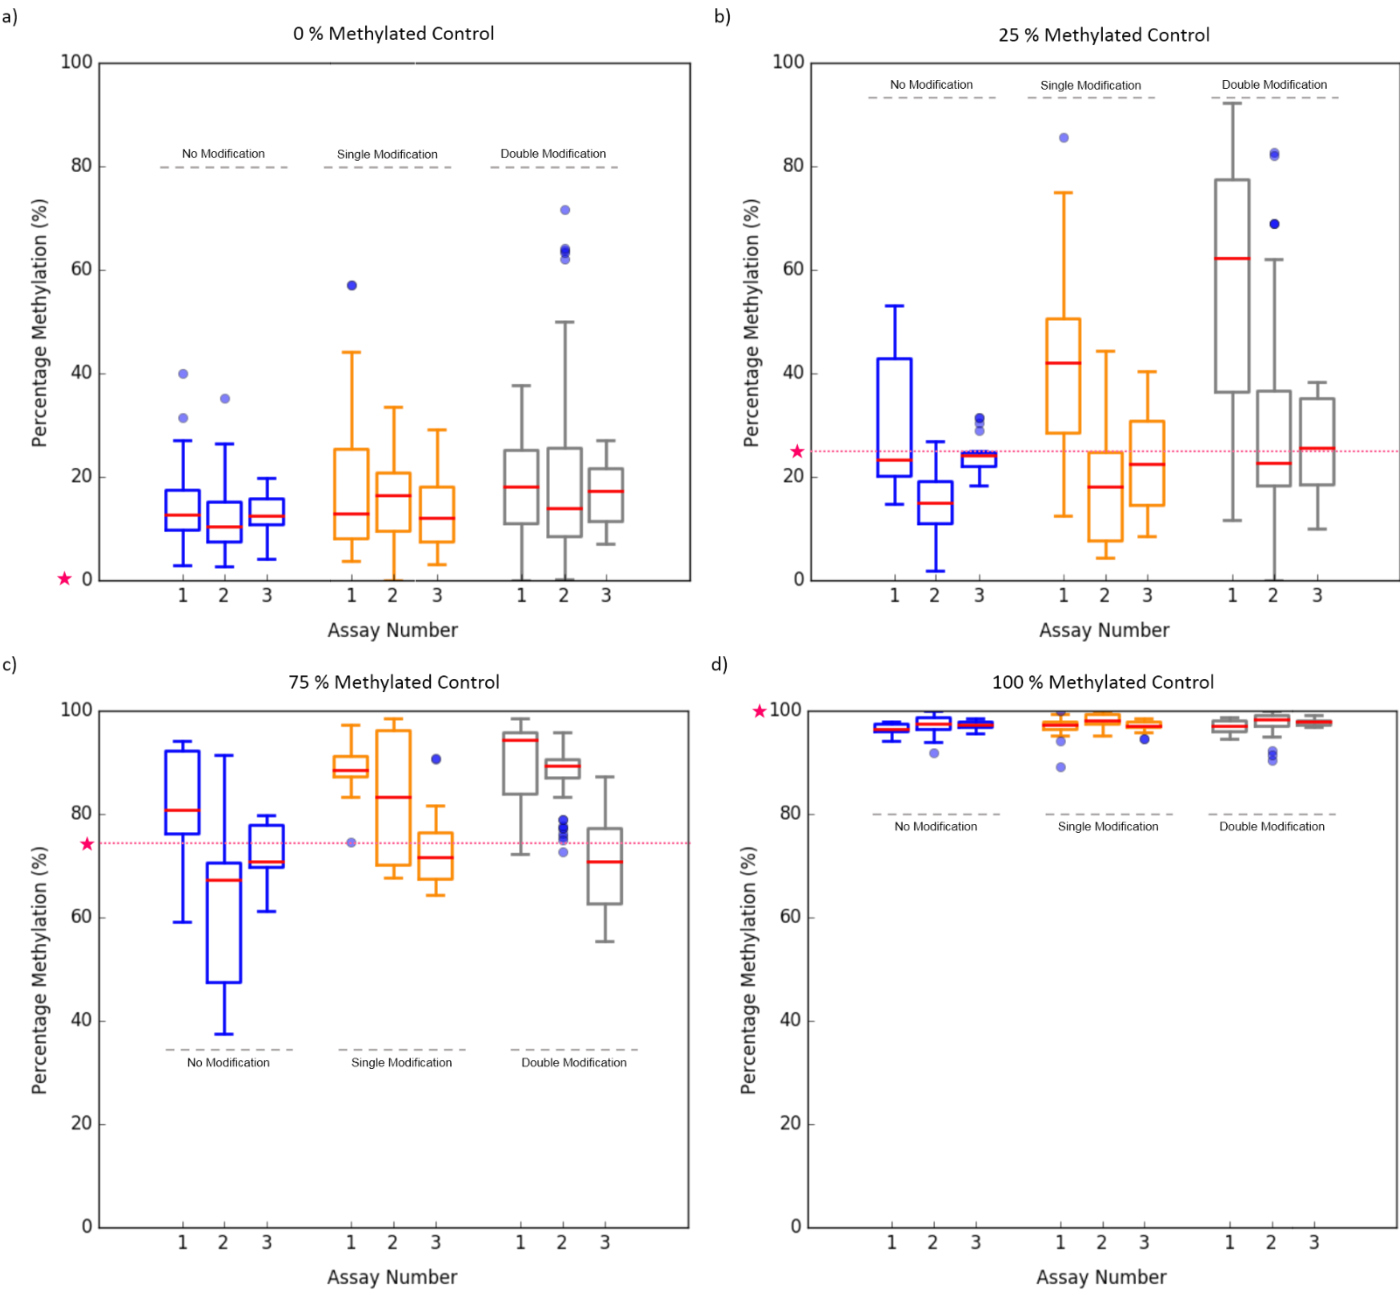 a)
0 % Methylated Control
100
80
60
40
20
0
Percentage Methylation (%)
No Modification
Single Modification
Double Modification
1 2 3 1 2 3 1 2 3
Assay Number
b)
25 % Methylated Control
100
80
60
40
20
0
Percentage Methylation (%)
No Modification
Single Modification
Double Modification
1 2 3 1 2 3 1 2 3
Assay Number
c)
75 % Methylated Control
100
80
60
40
20
0
Percentage Methylation (%)
No Modification
Single Modification
Double Modification
1 2 3 1 2 3 1 2 3
Assay Number
d)
100 % Methylated Control
100
80
60
40
20
0
Percentage Methylation (%)
No Modification
Single Modification
Double Modification
1 2 3 1 2 3 1 2 3
Assay Number